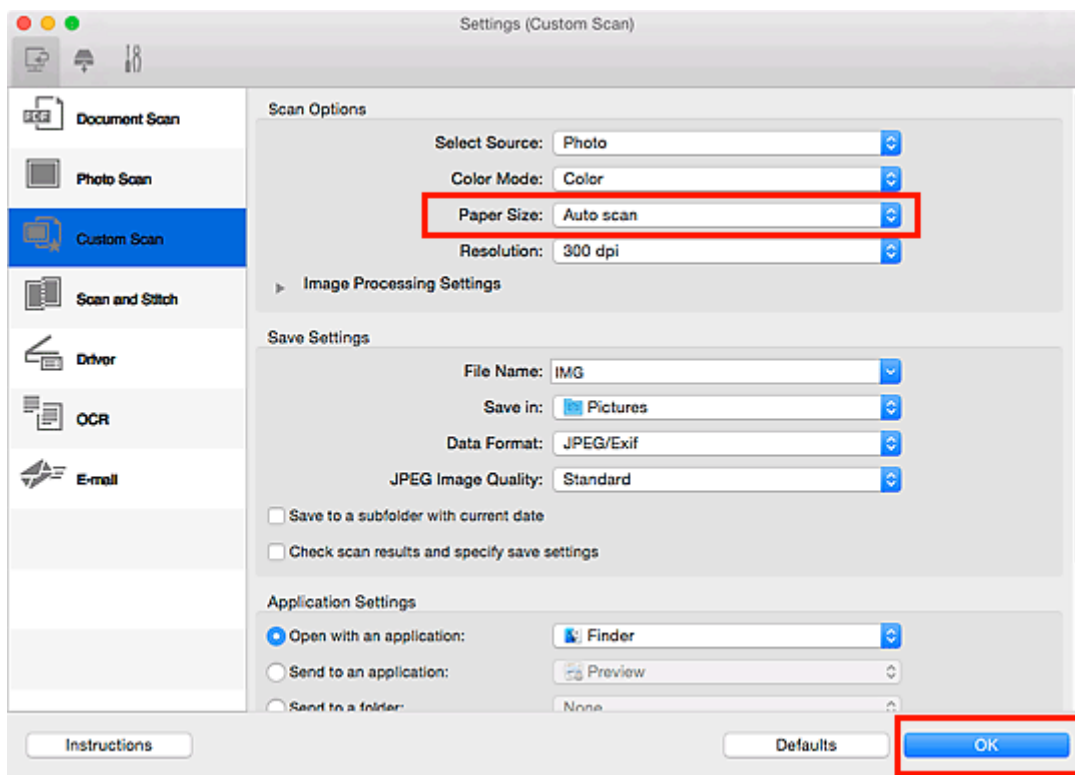 Settings (Custom Scan)
Document Scan
Photo Scan
Custom Scan
Scan and Stitch
Driver
OCR
E-mail
Scan Options
Select Source: Photo
Color Mode: Color
Paper Size: Auto scan
Resolution: 300 dpi
Image Processing Settings
Save Settings
File Name: IMG
Save in: Pictures
Data Format: JPEG/Exif
JPEG Image Quality: Standard
Save to a subfolder with current date
Check scan results and specify save settings
Application Settings
Open with an application: Finder
Send to an application: Preview
Send to a folder: None
Instructions Defaults OK